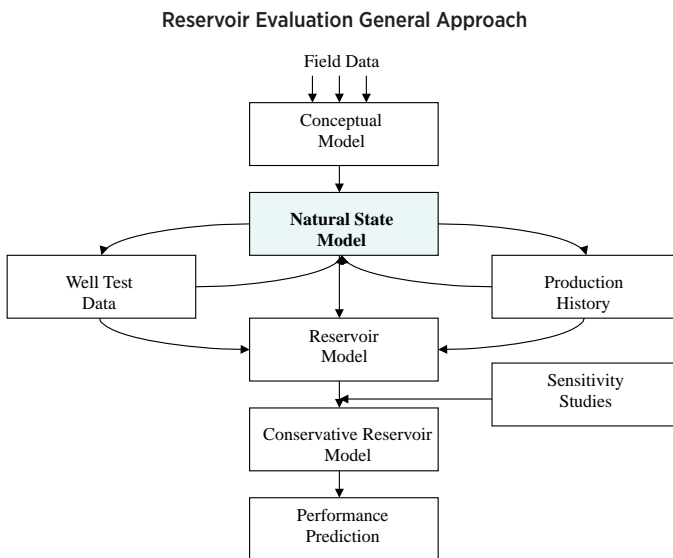 Reservoir Evaluation General Approach
Field Data
Conceptual
Model
Natural State
Model
Well Test
Data
Production
History
Reservoir
Model
Sensitivity
Studies
Conservative Reservoir
Model
Performance
Prediction